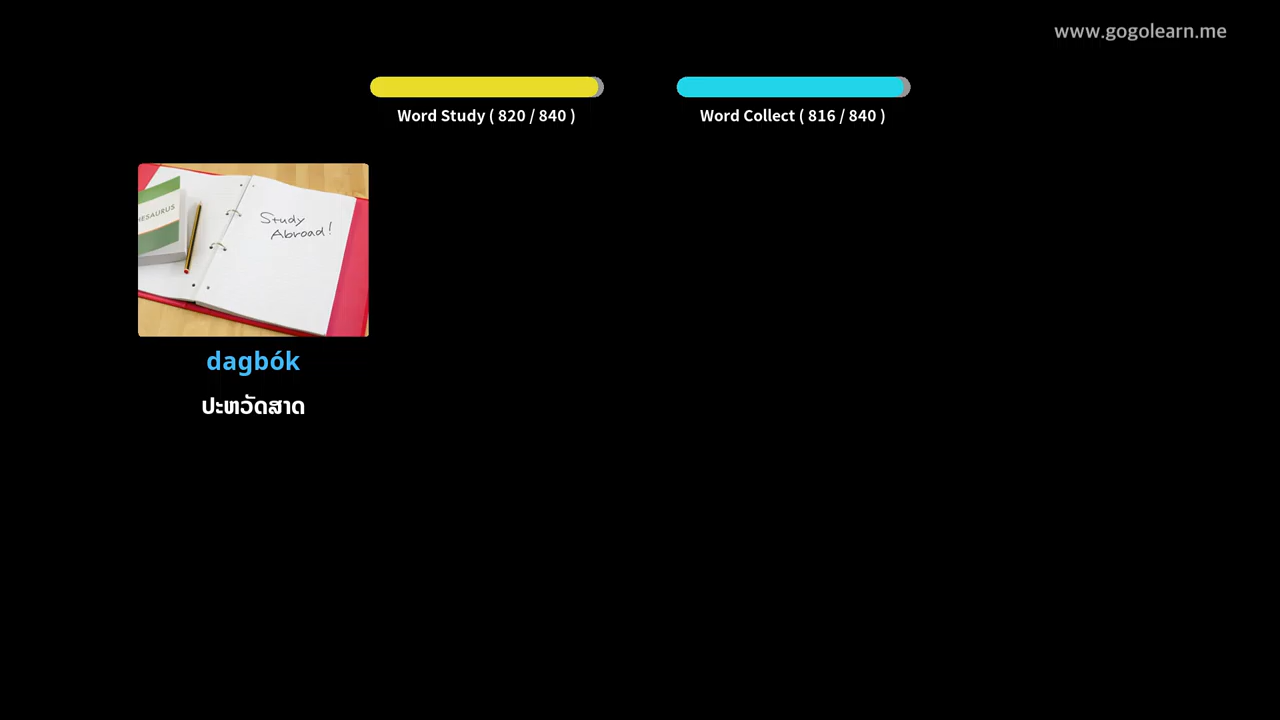 www.gogolearn.me
Word Study ( 820 / 840 )
Word Collect ( 816 / 840 )
HESAURUS
Study
Abroad!
dagbók
ປະຫວັດສາດ